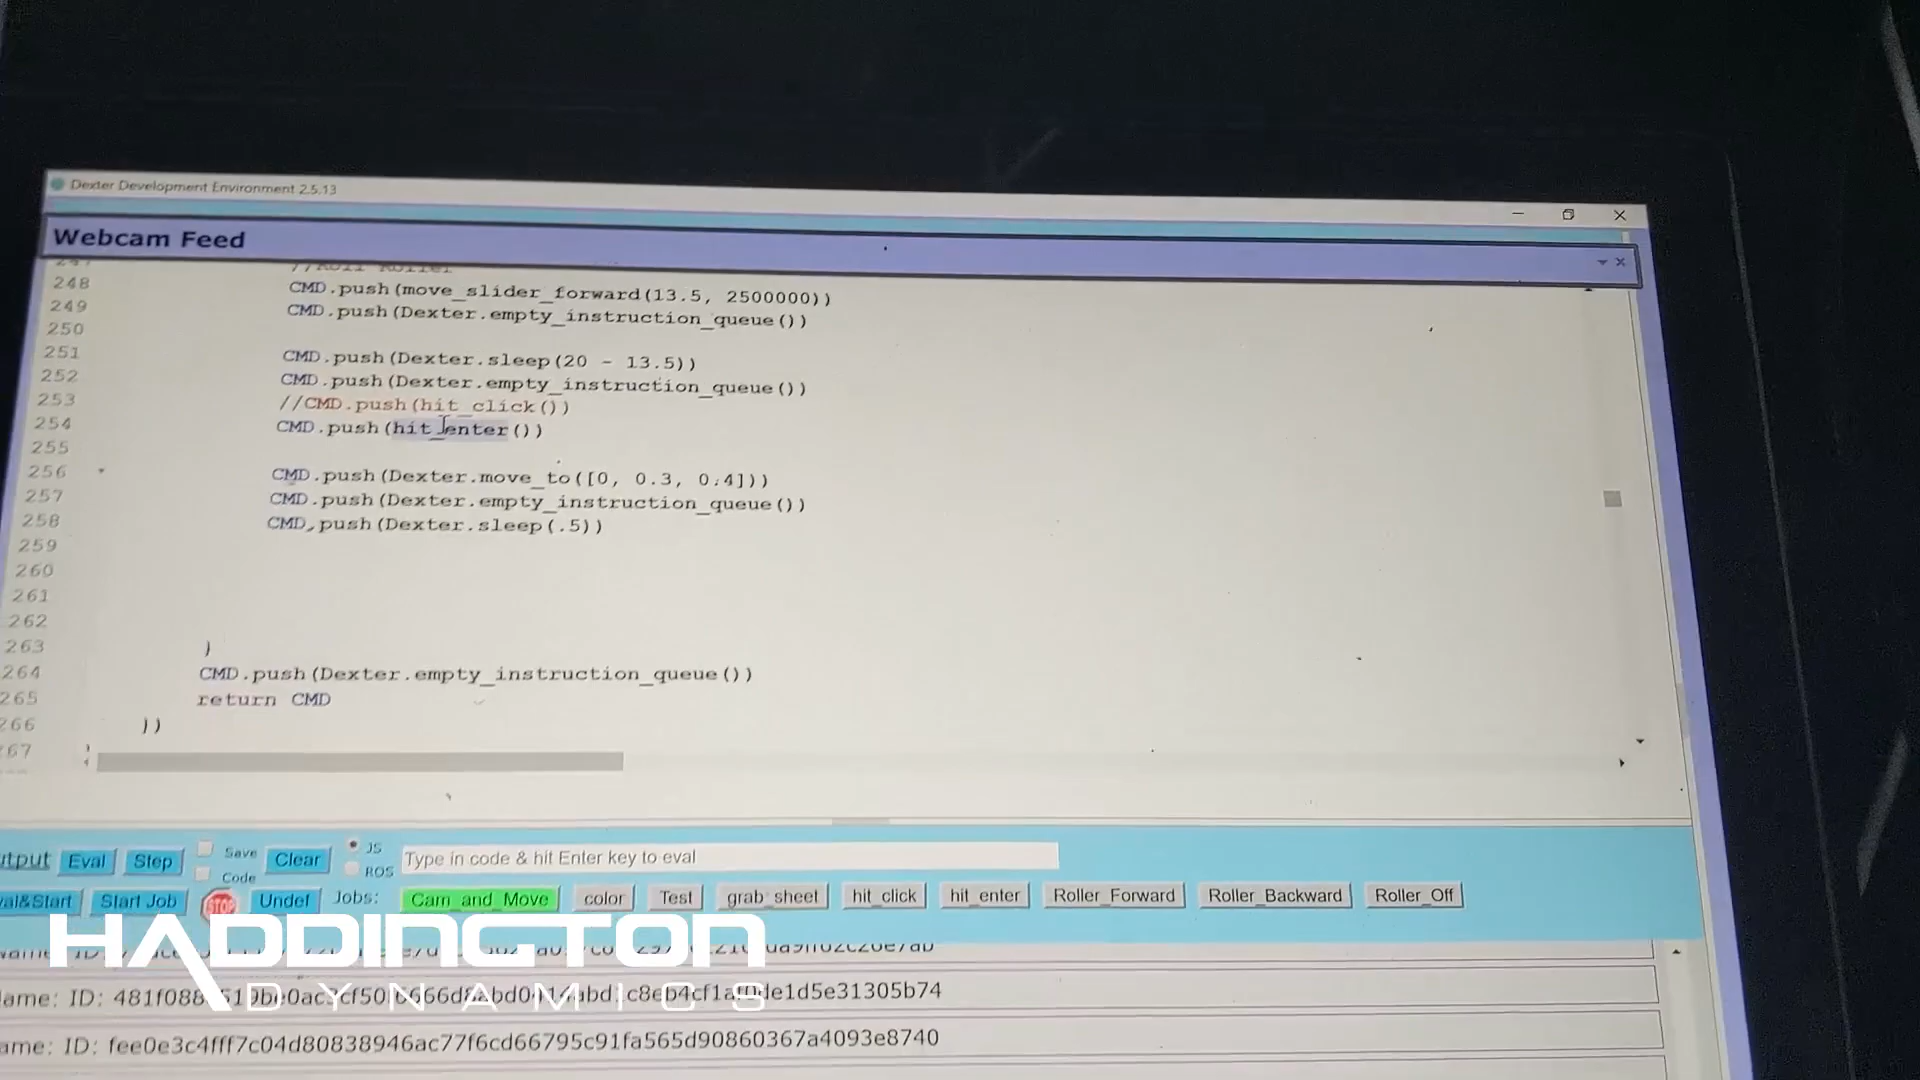 Dexter Development Environment 2.5.13
Webcam Feed
248 CMD.push(move_slider_forward(13.5, 2500000))
249 CMD.push(Dexter.empty_instruction_queue())
250
251 CMD.push(Dexter.sleep(20 - 13.5))
252 CMD.push(Dexter.empty_instruction_queue())
253 //CMD.push(hit_click())
254 CMD.push(hit_enter())
255
256 CMD.push(Dexter.move_to([0, 0.3, 0.4]))
257 CMD.push(Dexter.empty_instruction_queue())
258 CMD.push(Dexter.sleep(.5))
259
260
261
262
263 }
264 CMD.push(Dexter.empty_instruction_queue())
265 return CMD
266 })
267 }
utput Eval Step Save Code Clear JS ROS Type in code & hit Enter key to eval
val&Start Start Job STOP Undef Jobs: Cam_and_Move color Test grab_sheet hit_click hit_enter Roller_Forward Roller_Backward Roller_Off
HADDINGTON
DYNAMICS
ame: ID: fee0e3c4fff7c04d80838946ac77f6cd66795c91fa565d90860367a4093e8740